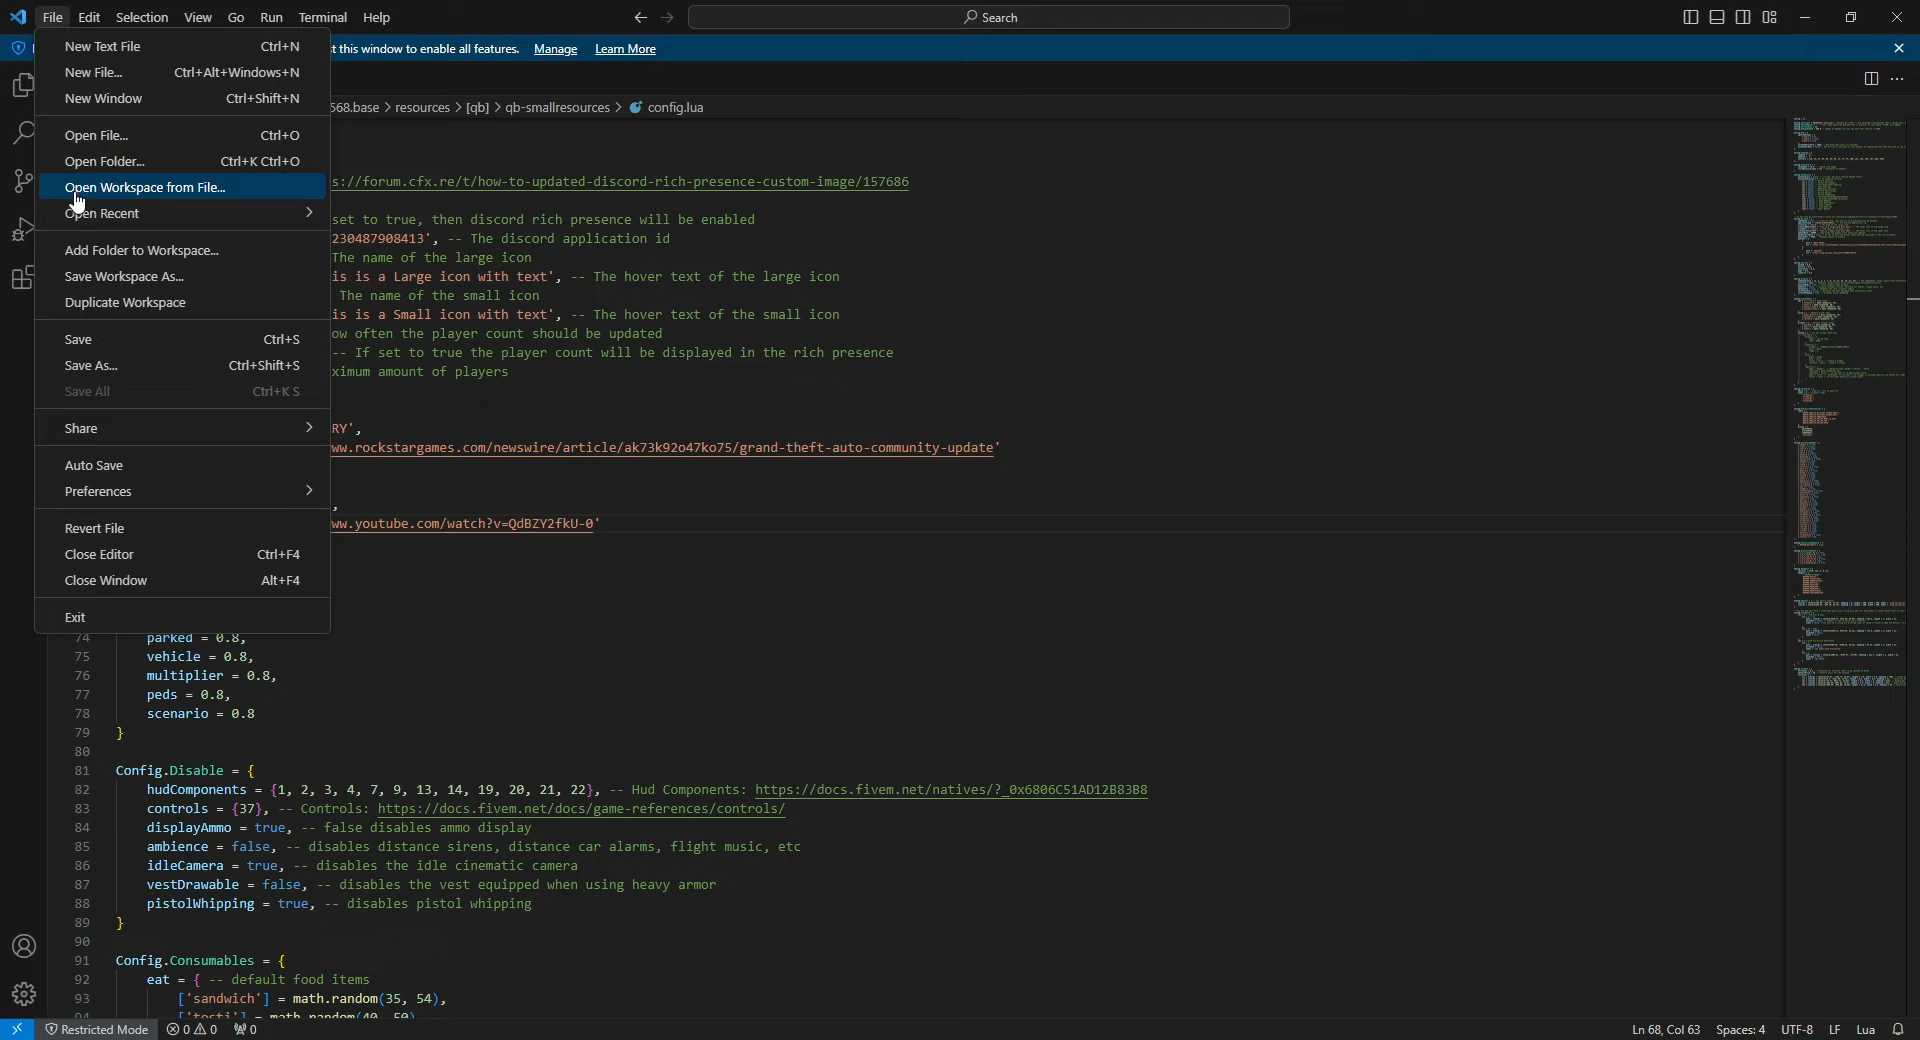 File Edit Selection View Go Run Terminal Help
Search
t this window to enable all features. Manage Learn More
568.base > resources > [qb] > qb-smallresources > config.lua
New Text File Ctrl+N
New File... Ctrl+Alt+Windows+N
New Window Ctrl+Shift+N
Open File... Ctrl+O
Open Folder... Ctrl+K Ctrl+O
Open Workspace from File...
Open Recent
Add Folder to Workspace...
Save Workspace As...
Duplicate Workspace
Save Ctrl+S
Save As... Ctrl+Shift+S
Save All Ctrl+K S
Share
Auto Save
Preferences
Revert File
Close Editor Ctrl+F4
Close Window Alt+F4
Exit
s://forum.cfx.re/t/how-to-updated-discord-rich-presence-custom-image/157686
set to true, then discord rich presence will be enabled
230487908413', -- The discord application id
The name of the large icon
is is a Large icon with text', -- The hover text of the large icon
The name of the small icon
is is a Small icon with text', -- The hover text of the small icon
ow often the player count should be updated
-- If set to true the player count will be displayed in the rich presence
ximum amount of players
RY',
ww.rockstargames.com/newswire/article/ak73k92o47ko75/grand-theft-auto-community-update'
,
ww.youtube.com/watch?v=QdBZY2fkU-0'
74 parked = 0.8,
75 vehicle = 0.8,
76 multiplier = 0.8,
77 peds = 0.8,
78 scenario = 0.8
79 }
80
81 Config.Disable = {
82 hudComponents = {1, 2, 3, 4, 7, 9, 13, 14, 19, 20, 21, 22}, -- Hud Components: https://docs.fivem.net/natives/?_0x6806C51AD12B83B8
83 controls = {37}, -- Controls: https://docs.fivem.net/docs/game-references/controls/
84 displayAmmo = true, -- false disables ammo display
85 ambience = false, -- disables distance sirens, distance car alarms, flight music, etc
86 idleCamera = true, -- disables the idle cinematic camera
87 vestDrawable = false, -- disables the vest equipped when using heavy armor
88 pistolWhipping = true, -- disables pistol whipping
89 }
90
91 Config.Consumables = {
92 eat = { -- default food items
93 ['sandwich'] = math.random(35, 54),
94 ['tosti'] = math.random(40, 50)
Restricted Mode 0 0 0 Ln 68, Col 63 Spaces: 4 UTF-8 LF Lua